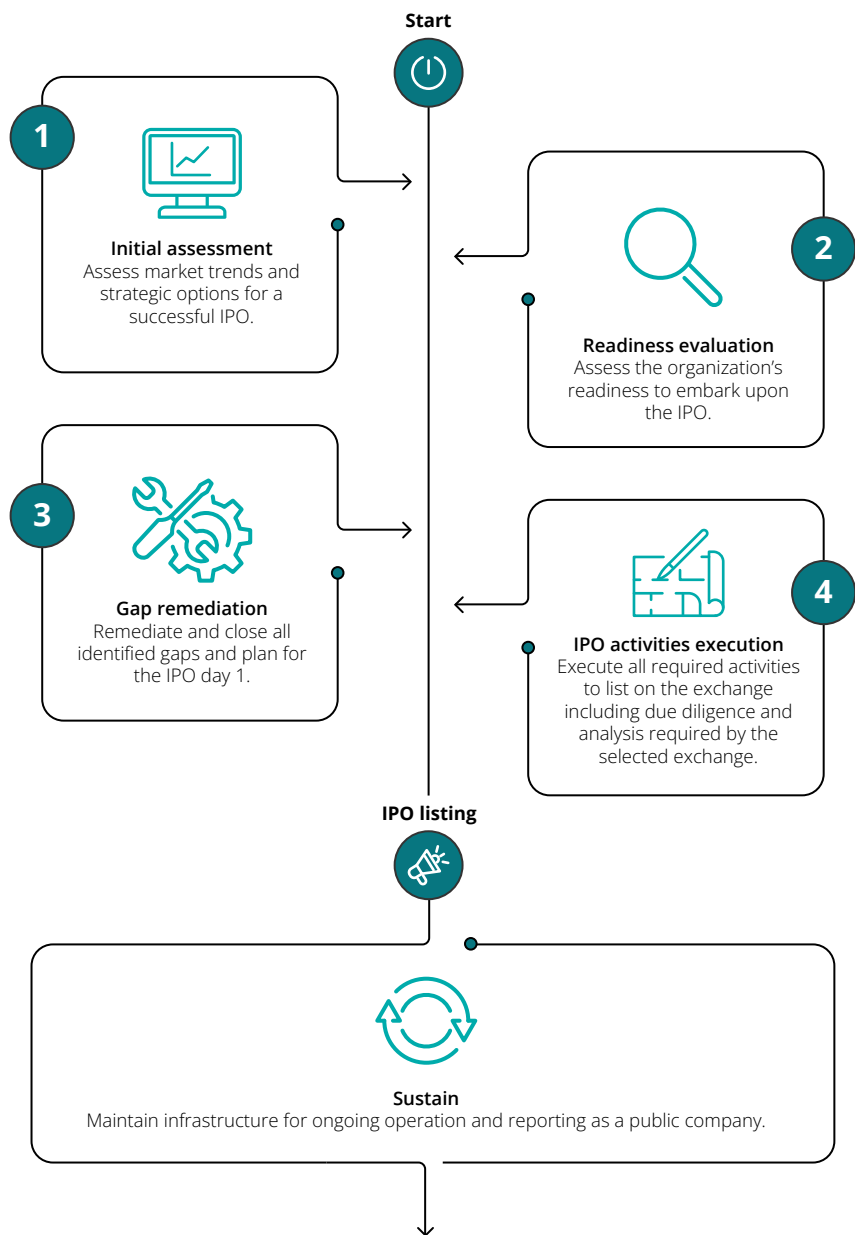 Start
1
Initial assessment
Assess market trends and
strategic options for a
successful IPO.
2
Readiness evaluation
Assess the organization’s
readiness to embark upon
the IPO.
3
Gap remediation
Remediate and close all
identified gaps and plan for
the IPO day 1.
4
IPO activities execution
Execute all required activities
to list on the exchange
including due diligence and
analysis required by the
selected exchange.
IPO listing
Sustain
Maintain infrastructure for ongoing operation and reporting as a public company.